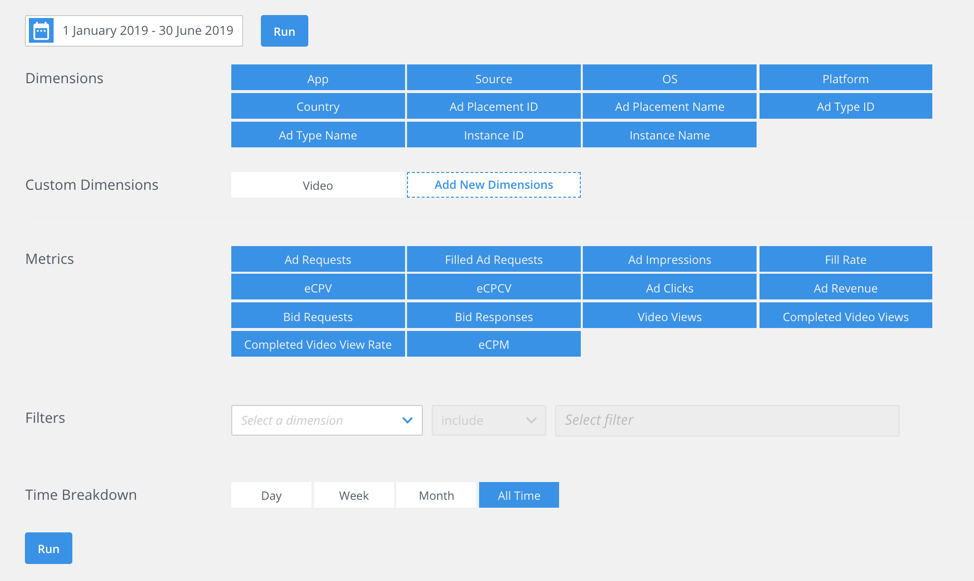 1 January 2019 - 30 June 2019 Run
Dimensions App Source OS Platform
Country Ad Placement ID Ad Placement Name Ad Type ID
Ad Type Name Instance ID Instance Name
Custom Dimensions Video Add New Dimensions
Metrics Ad Requests Filled Ad Requests Ad Impressions Fill Rate
eCPV eCPCV Ad Clicks Ad Revenue
Bid Requests Bid Responses Video Views Completed Video Views
Completed Video View Rate eCPM
Filters Select a dimension include Select filter
Time Breakdown Day Week Month All Time
Run